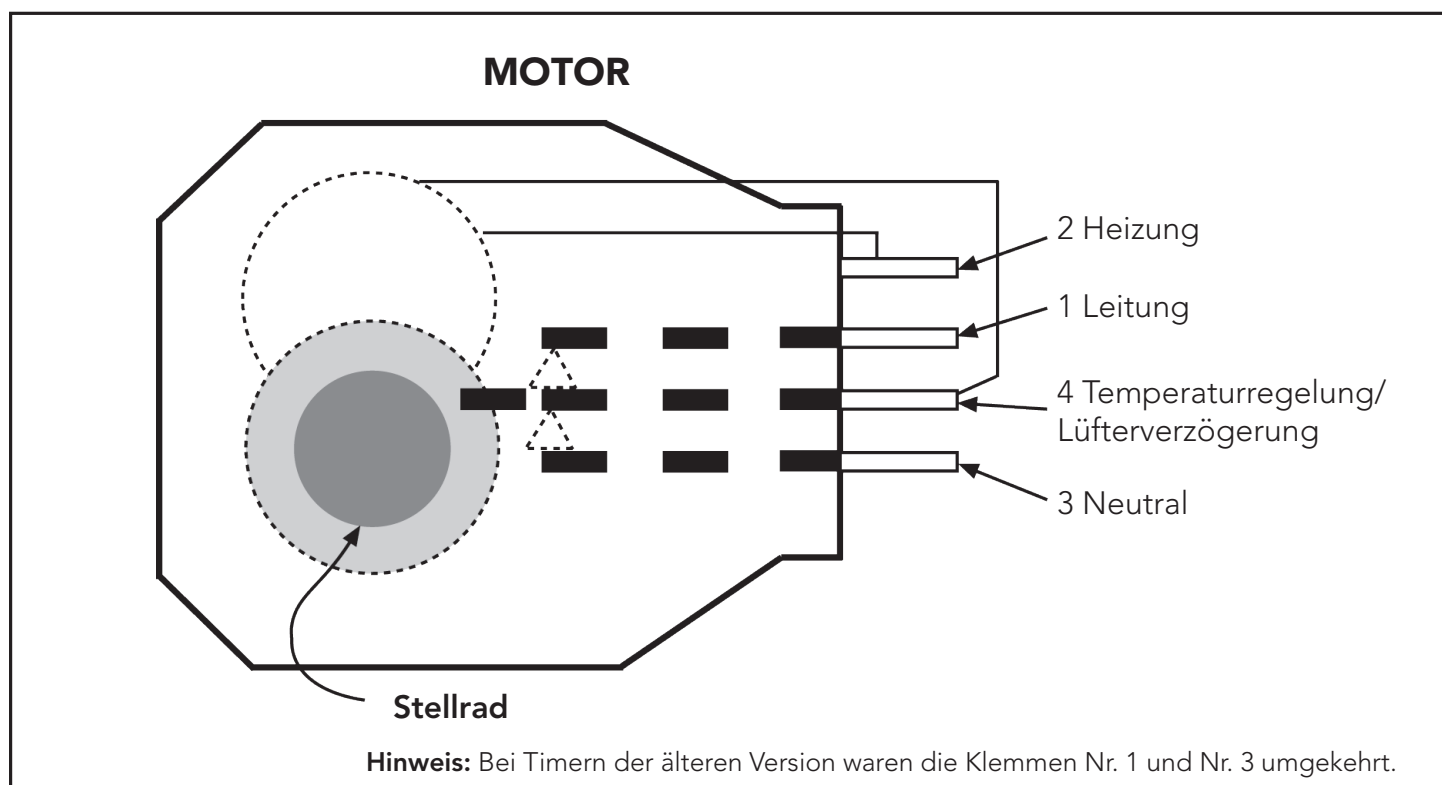 MOTOR
2 Heizung
1 Leitung
4 Temperaturregelung/
Lüfterverzögerung
3 Neutral
Stellrad
Hinweis: Bei Timern der älteren Version waren die Klemmen Nr. 1 und Nr. 3 umgekehrt.